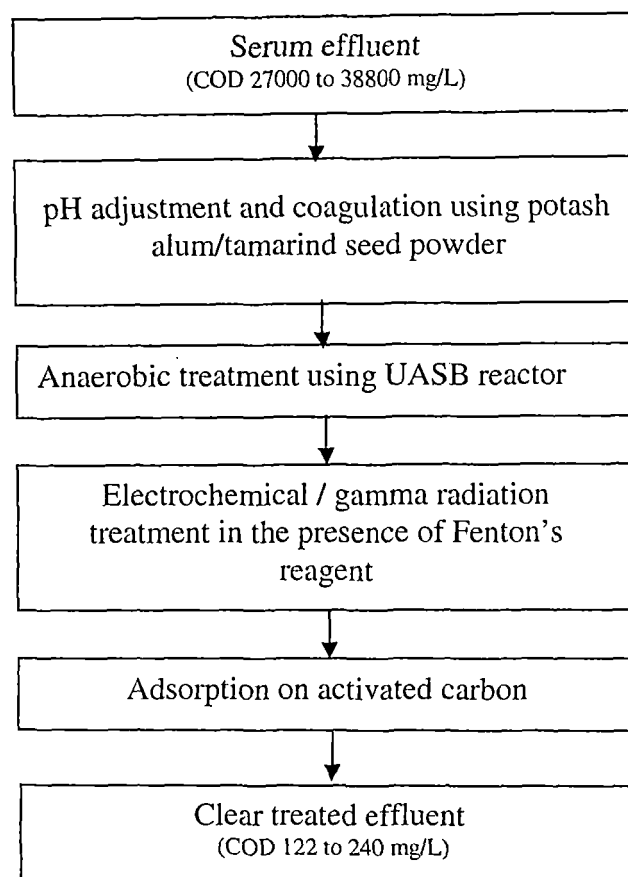 Serum effluent
(COD 27000 to 38800 mg/L)
pH adjustment and coagulation using potash
alum/tamarind seed powder
Anaerobic treatment using UASB reactor
Electrochemical / gamma radiation
treatment in the presence of Fenton's
reagent
Adsorption on activated carbon
Clear treated effluent
(COD 122 to 240 mg/L)